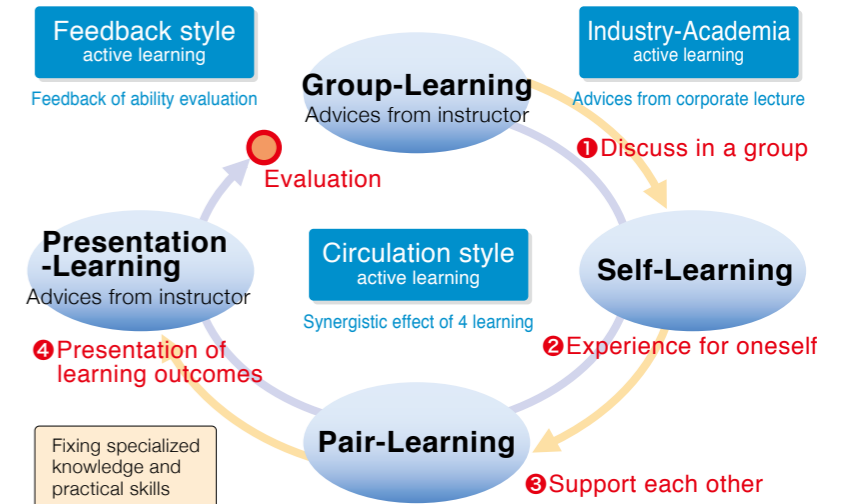 Feedback style
active learning
Feedback of ability evaluation
Industry-Academia
active learning
Advices from corporate lecture
Group-Learning
Advices from instructor
❶Discuss in a group
Evaluation
Presentation
-Learning
Advices from instructor
Circulation style
active learning
Synergistic effect of 4 learning
Self-Learning
❷Experience for oneself
❹Presentation of
learning outcomes
Pair-Learning
❸Support each other
Fixing specialized
knowledge and
practical skills